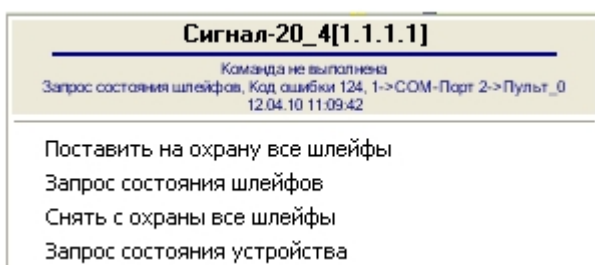 Сигнал-20_4[1.1.1.1]
Команда не выполнена
Запрос состояния шлейфов, Код ошибки 124, 1->COM-Порт 2->Пульт_0
12.04.10 11:09:42
Поставить на охрану все шлейфы
Запрос состояния шлейфов
Снять с охраны все шлейфы
Запрос состояния устройства